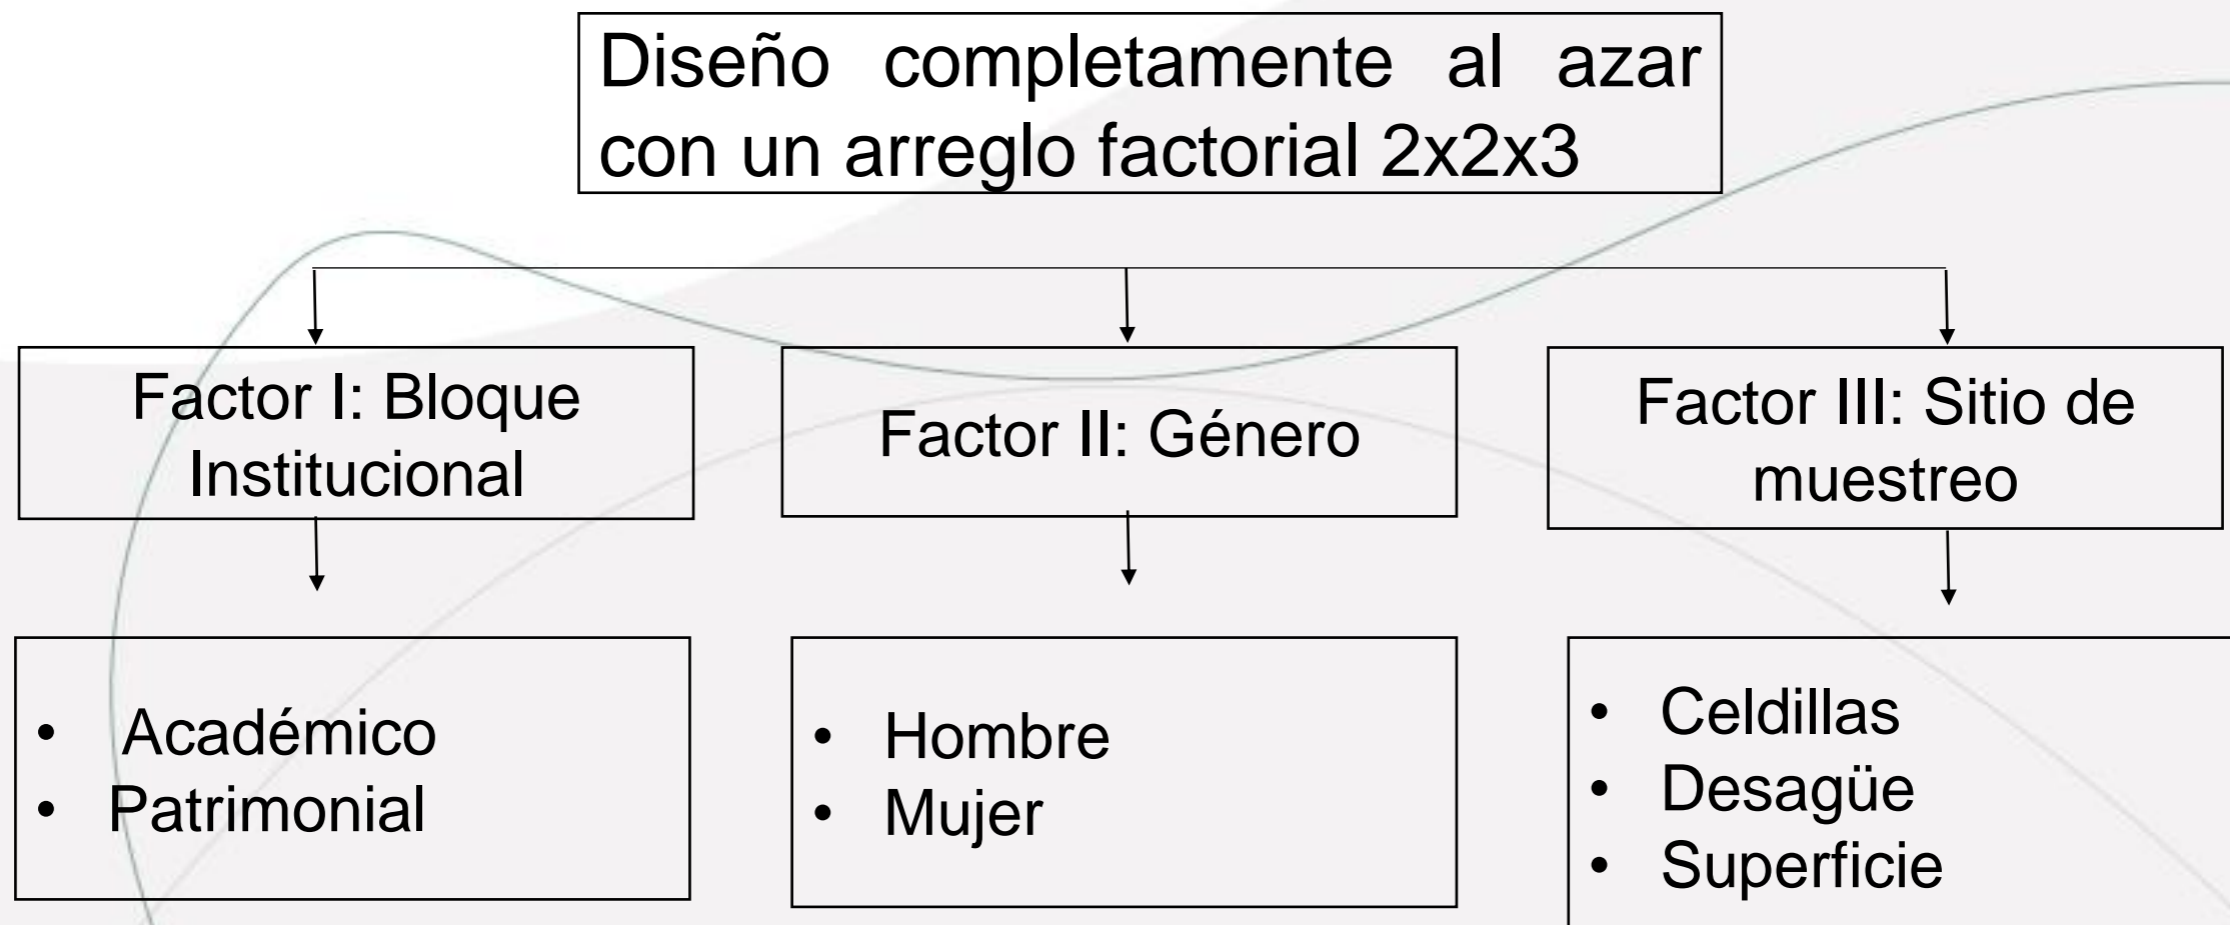 Diseño completamente al azar
con un arreglo factorial 2x2x3
Factor I: Bloque
Institucional
Factor II: Género
Factor III: Sitio de
muestreo
• Académico
• Patrimonial
• Hombre
• Mujer
• Celdillas
• Desagüe
• Superficie